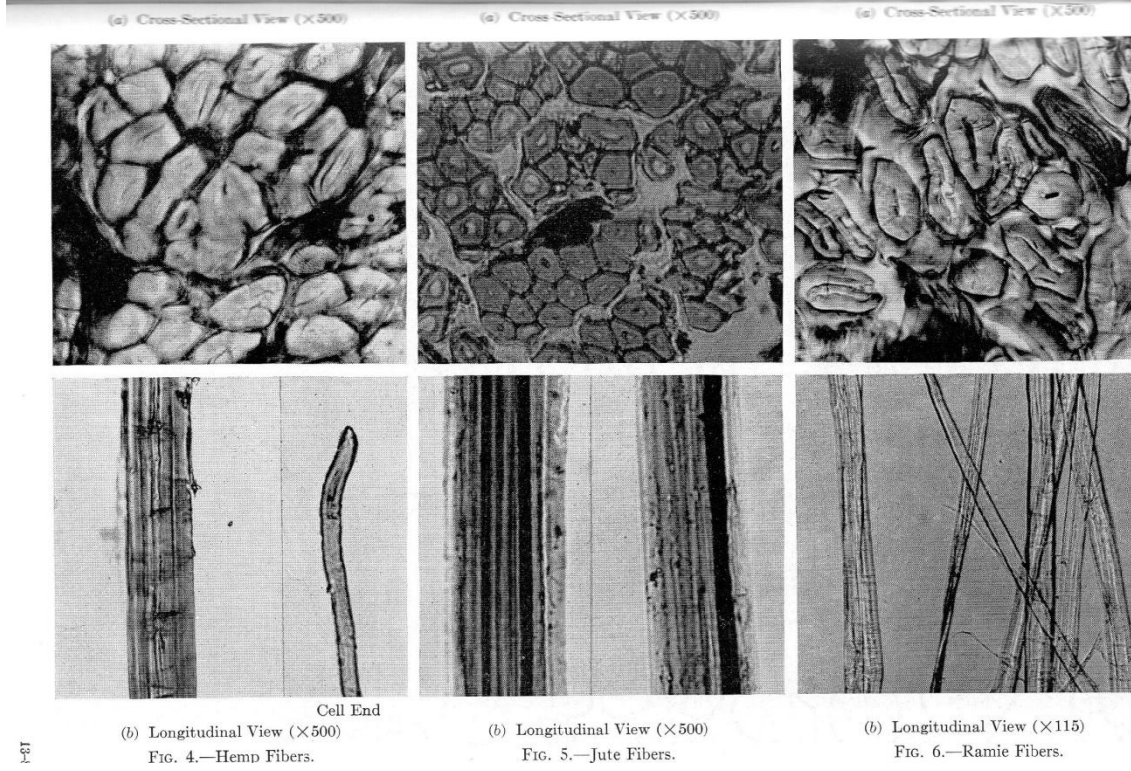 (a) Cross-Sectional View (×500)
(a) Cross-Sectional View (×500)
(a) Cross-Sectional View (×500)
Cell End
(b) Longitudinal View (×500)
FIG. 4.—Hemp Fibers.
(b) Longitudinal View (×500)
FIG. 5.—Jute Fibers.
(b) Longitudinal View (×115)
FIG. 6.—Ramie Fibers.